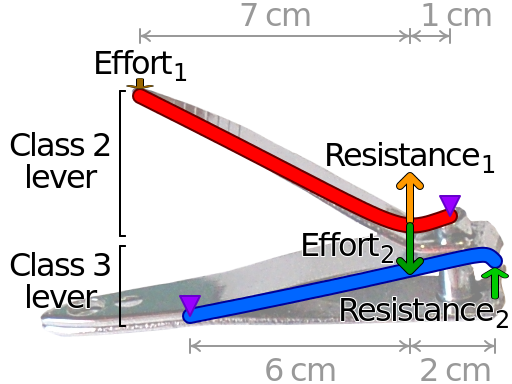 7 cm
1 cm
Effort1
Class 2
lever
Resistance1
Effort2
Class 3
lever
Resistance2
6 cm
2 cm